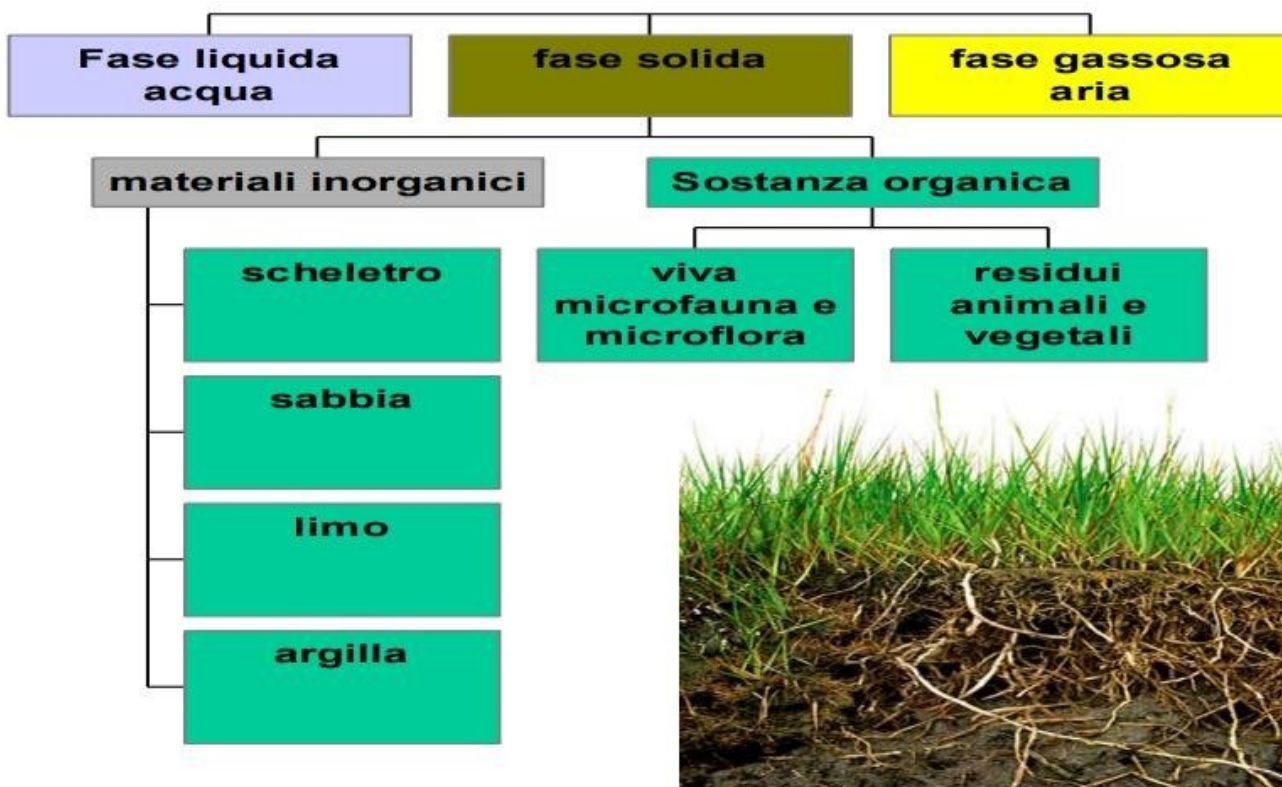 Fase liquida
acqua
fase solida
fase gassosa
aria
materiali inorganici
Sostanza organica
scheletro
viva
microfauna e
microflora
residui
animali e
vegetali
sabbia
limo
argilla